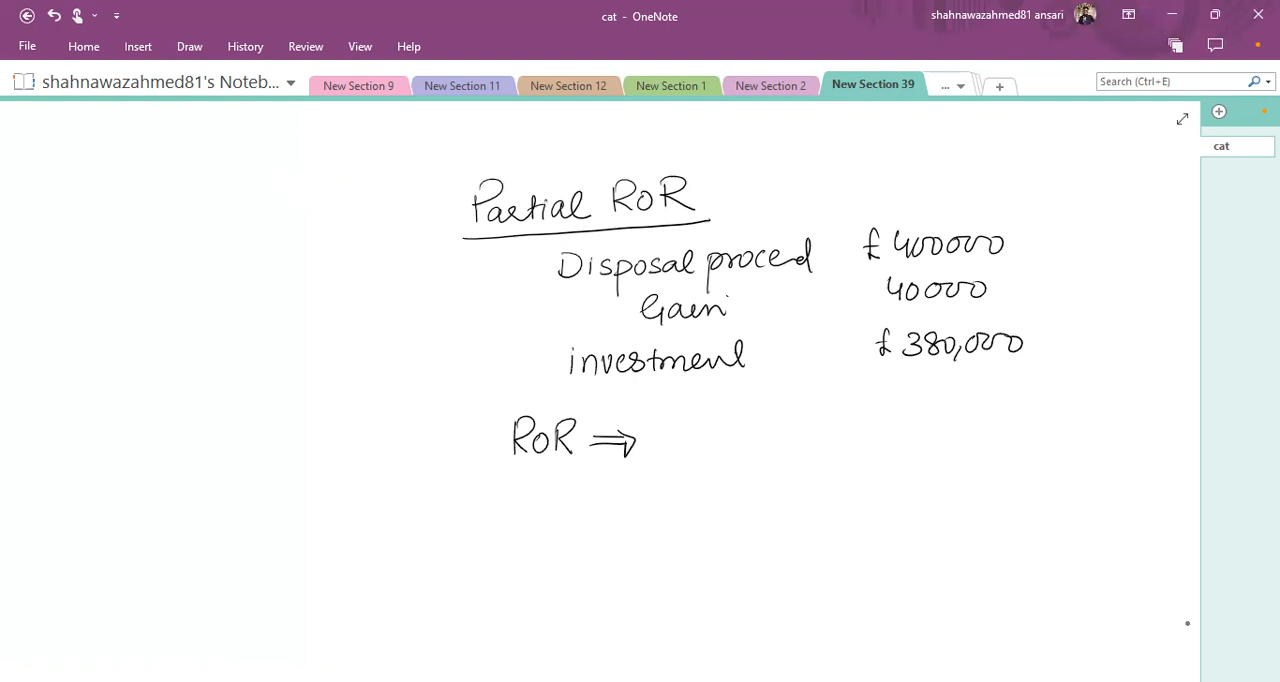 cat - OneNote
shahnawazahmed81 ansari
File Home Insert Draw History Review View Help
shahnawazahmed81's Noteb... New Section 9 New Section 11 New Section 12 New Section 1 New Section 2 New Section 39 ... Search (Ctrl+E)
cat
Partial RoR
Disposal proceed £400000
Gain 40000
investment £380,000
RoR ⇒